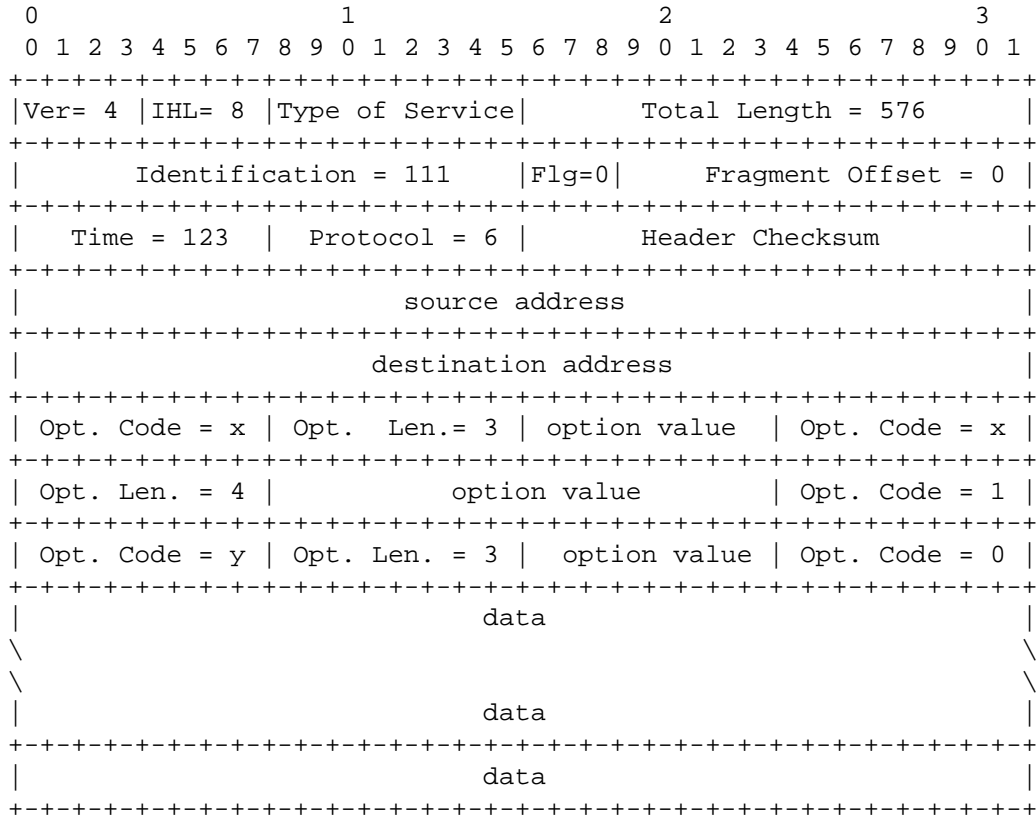 0                   1                   2                   3
 0 1 2 3 4 5 6 7 8 9 0 1 2 3 4 5 6 7 8 9 0 1 2 3 4 5 6 7 8 9 0 1
+-+-+-+-+-+-+-+-+-+-+-+-+-+-+-+-+-+-+-+-+-+-+-+-+-+-+-+-+-+-+-+-+
|Ver= 4 |IHL= 8 |Type of Service|       Total Length = 576      |
+-+-+-+-+-+-+-+-+-+-+-+-+-+-+-+-+-+-+-+-+-+-+-+-+-+-+-+-+-+-+-+-+
|       Identification = 111    |Flg=0|     Fragment Offset = 0 |
+-+-+-+-+-+-+-+-+-+-+-+-+-+-+-+-+-+-+-+-+-+-+-+-+-+-+-+-+-+-+-+-+
|   Time = 123  |  Protocol = 6 |       Header Checksum         |
+-+-+-+-+-+-+-+-+-+-+-+-+-+-+-+-+-+-+-+-+-+-+-+-+-+-+-+-+-+-+-+-+
|                        source address                         |
+-+-+-+-+-+-+-+-+-+-+-+-+-+-+-+-+-+-+-+-+-+-+-+-+-+-+-+-+-+-+-+-+
|                      destination address                      |
+-+-+-+-+-+-+-+-+-+-+-+-+-+-+-+-+-+-+-+-+-+-+-+-+-+-+-+-+-+-+-+-+
| Opt. Code = x | Opt.  Len.= 3 | option value  | Opt. Code = x |
+-+-+-+-+-+-+-+-+-+-+-+-+-+-+-+-+-+-+-+-+-+-+-+-+-+-+-+-+-+-+-+-+
| Opt. Len. = 4 |           option value        | Opt. Code = 1 |
+-+-+-+-+-+-+-+-+-+-+-+-+-+-+-+-+-+-+-+-+-+-+-+-+-+-+-+-+-+-+-+-+
| Opt. Code = y | Opt. Len. = 3 |  option value | Opt. Code = 0 |
+-+-+-+-+-+-+-+-+-+-+-+-+-+-+-+-+-+-+-+-+-+-+-+-+-+-+-+-+-+-+-+-+
|                             data                              |
\                                                               \
\                                                               \
|                             data                              |
+-+-+-+-+-+-+-+-+-+-+-+-+-+-+-+-+-+-+-+-+-+-+-+-+-+-+-+-+-+-+-+-+
|                             data                              |
+-+-+-+-+-+-+-+-+-+-+-+-+-+-+-+-+-+-+-+-+-+-+-+-+-+-+-+-+-+-+-+-+